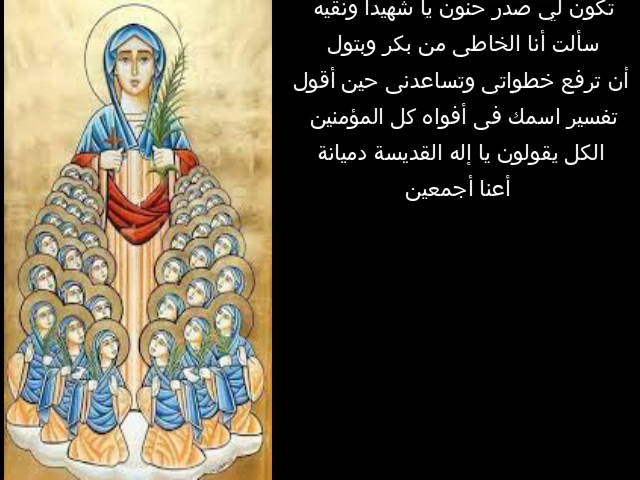 تكون لي صدر حنون يا شهيدا ونقيه
سألت أنا الخاطى من بكر وبتول
أن ترفع خطواتى وتساعدنى حين أقول
تفسير اسمك فى أفواه كل المؤمنين
الكل يقولون يا إله القديسة دميانة
أعنا أجمعين